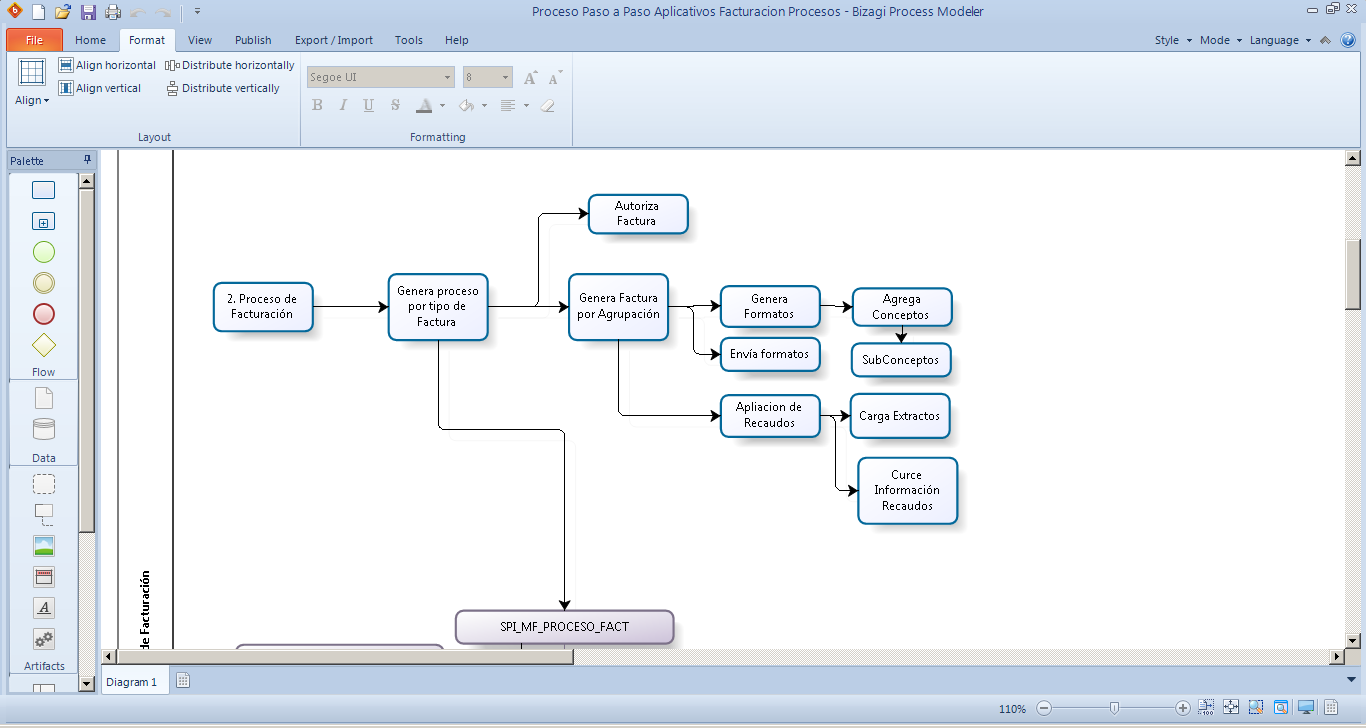 Proceso Paso a Paso Aplicativos Facturacion Procesos - Bizagi Process Modeler
File Home Format View Publish Export / Import Tools Help Style Mode Language
Align horizontal Distribute horizontally Segoe UI 8
Align vertical Distribute vertically
Align
Layout Formatting
Palette
Flow
Data
Artifacts
Autoriza
Factura
2. Proceso de
Facturación
Genera proceso
por tipo de
Factura
Genera Factura
por Agrupación
Genera
Formatos
Agrega
Conceptos
Envía formatos
SubConceptos
Apliacion de
Recaudos
Carga Extractos
Curce
Información
Recaudos
de Facturación
SPI_MF_PROCESO_FACT
Diagram 1
110%